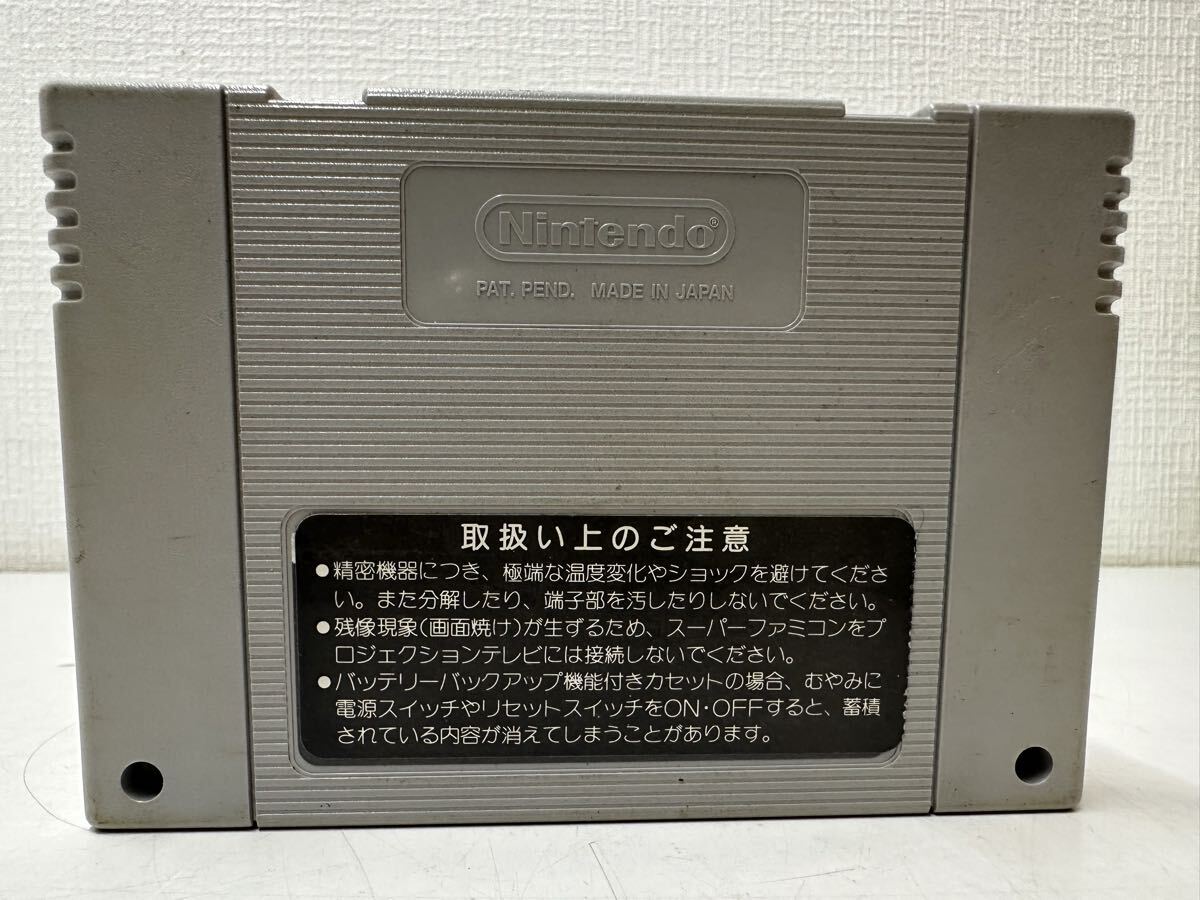 Nintendo®
PAT. PEND. MADE IN JAPAN
取扱い上のご注意
●精密機器につき、極端な温度変化やショックを避けてくださ
い。また分解したり、端子部を汚したりしないでください。
●残像現象(画面焼け)が生ずるため、スーパーファミコンをプ
ロジェクションテレビには接続しないでください。
●バッテリーバックアップ機能付きカセットの場合、むやみに
電源スイッチやリセットスイッチをON・OFFすると、蓄積
されている内容が消えてしまうことがあります。